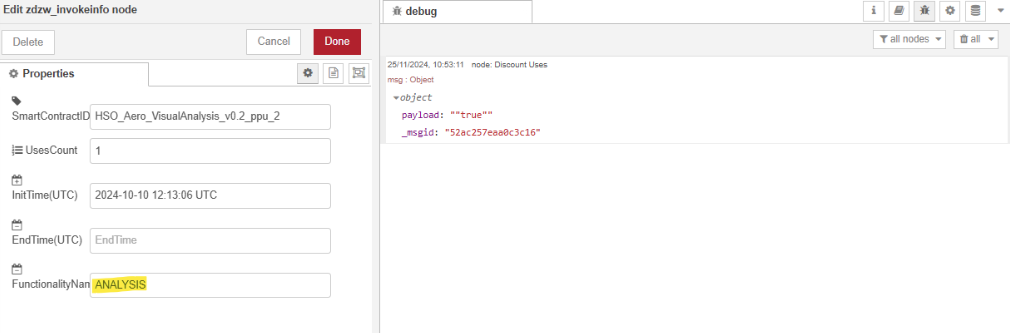 Edit zdzw_invokeinfo node
Delete
Cancel
Done
Properties
SmartContractID
HSO_Aero_VisualAnalysis_v0.2_ppu_2
UsesCount
1
InitTime(UTC)
2024-10-10 12:13:06 UTC
EndTime(UTC)
EndTime
FunctionalityNam
ANALYSIS
debug
all nodes
all
25/11/2024, 10:53:11 node: Discount Uses
msg : Object
object
payload: ""true""
_msgid: "52ac257eaa0c3c16"